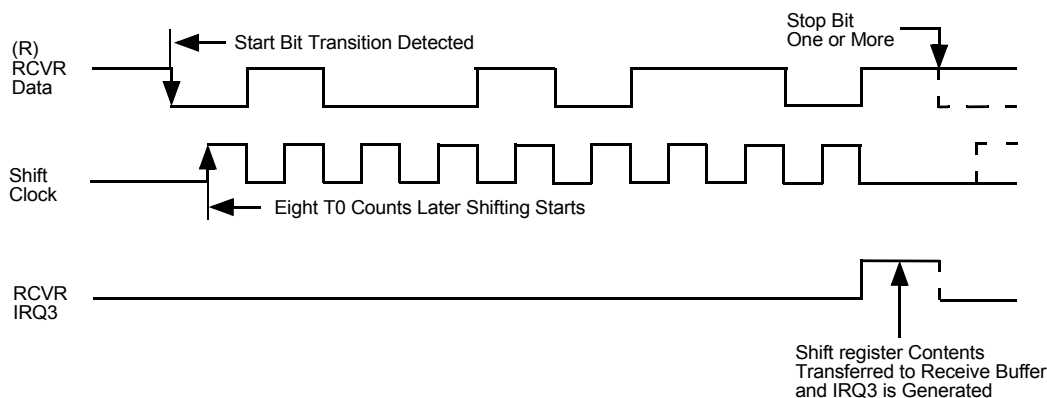 (R)
RCVR
Data
Start Bit Transition Detected
Stop Bit
One or More
Shift
Clock
Eight T0 Counts Later Shifting Starts
RCVR
IRQ3
Shift register Contents
Transferred to Receive Buffer
and IRQ3 is Generated